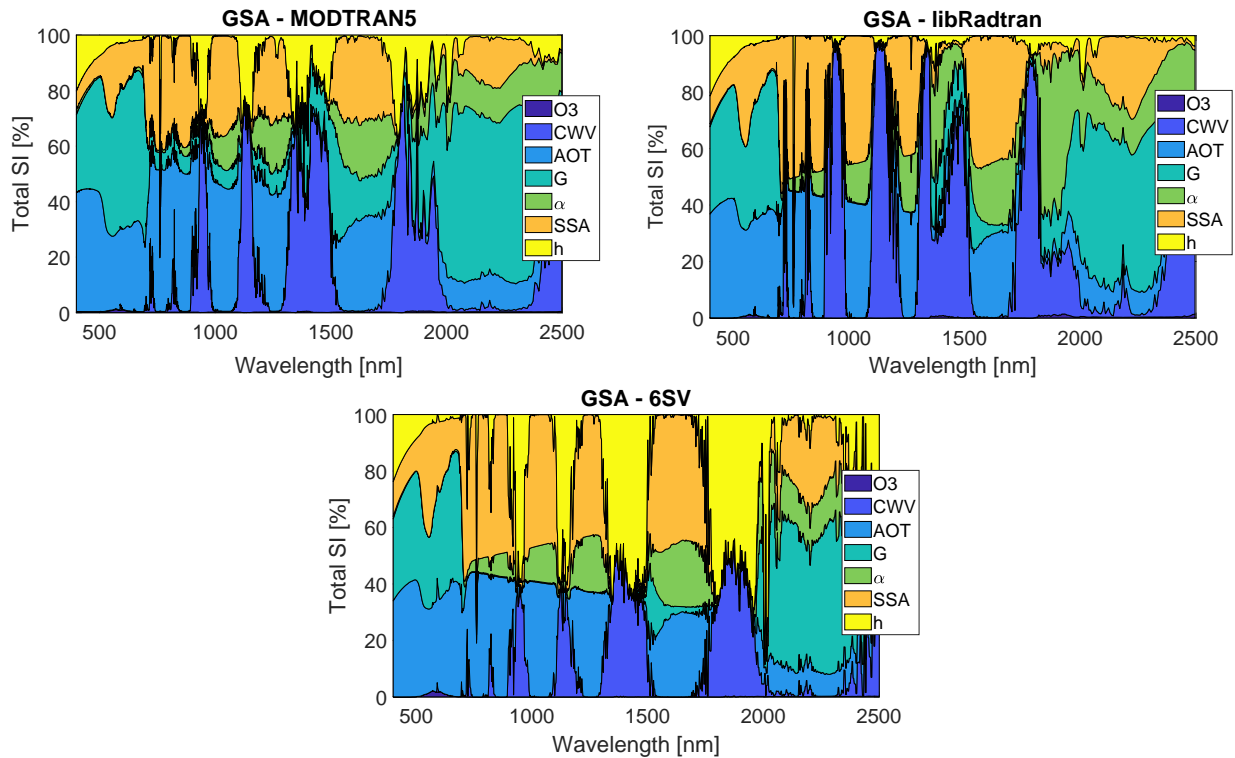 GSA - MODTRAN5
100
80
60
40
20
0
Total SI [%]
500
1000
1500
2000
2500
Wavelength [nm]
O3
CWV
AOT
G
α
SSA
h
GSA - libRadtran
100
80
60
40
20
0
Total SI [%]
500
1000
1500
2000
2500
Wavelength [nm]
O3
CWV
AOT
G
α
SSA
h
GSA - 6SV
100
80
60
40
20
0
Total SI [%]
500
1000
1500
2000
2500
Wavelength [nm]
O3
CWV
AOT
G
α
SSA
h